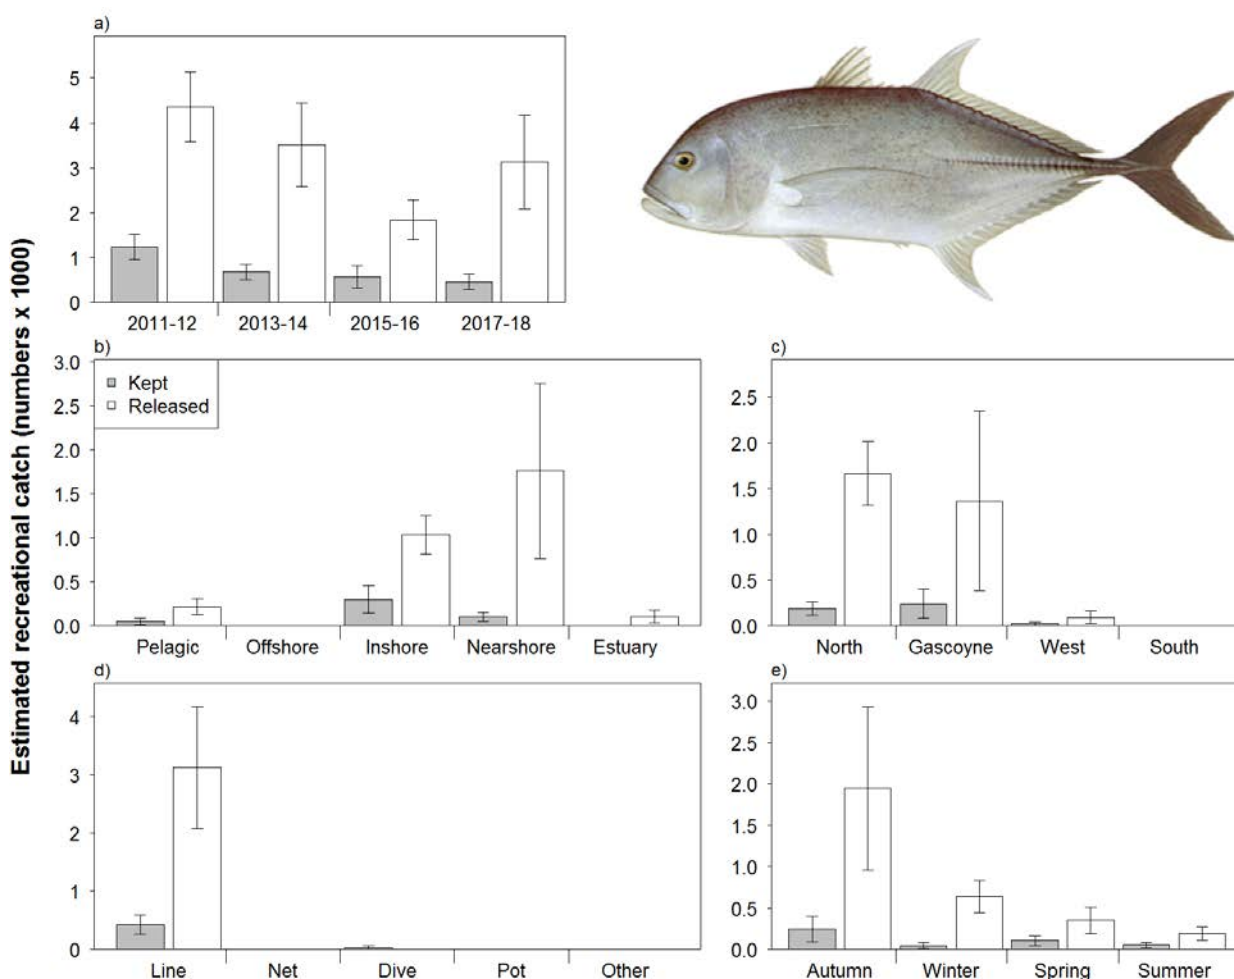 a)
5
4
3
2
1
0
2011-12 2013-14 2015-16 2017-18
Estimated recreational catch (numbers x 1000)
b)
Kept
Released
3.0
2.5
2.0
1.5
1.0
0.5
0.0
Pelagic Offshore Inshore Nearshore Estuary
c)
2.5
2.0
1.5
1.0
0.5
0.0
North Gascoyne West South
d)
4
3
2
1
0
Line Net Dive Pot Other
e)
3.0
2.5
2.0
1.5
1.0
0.5
0.0
Autumn Winter Spring Summer